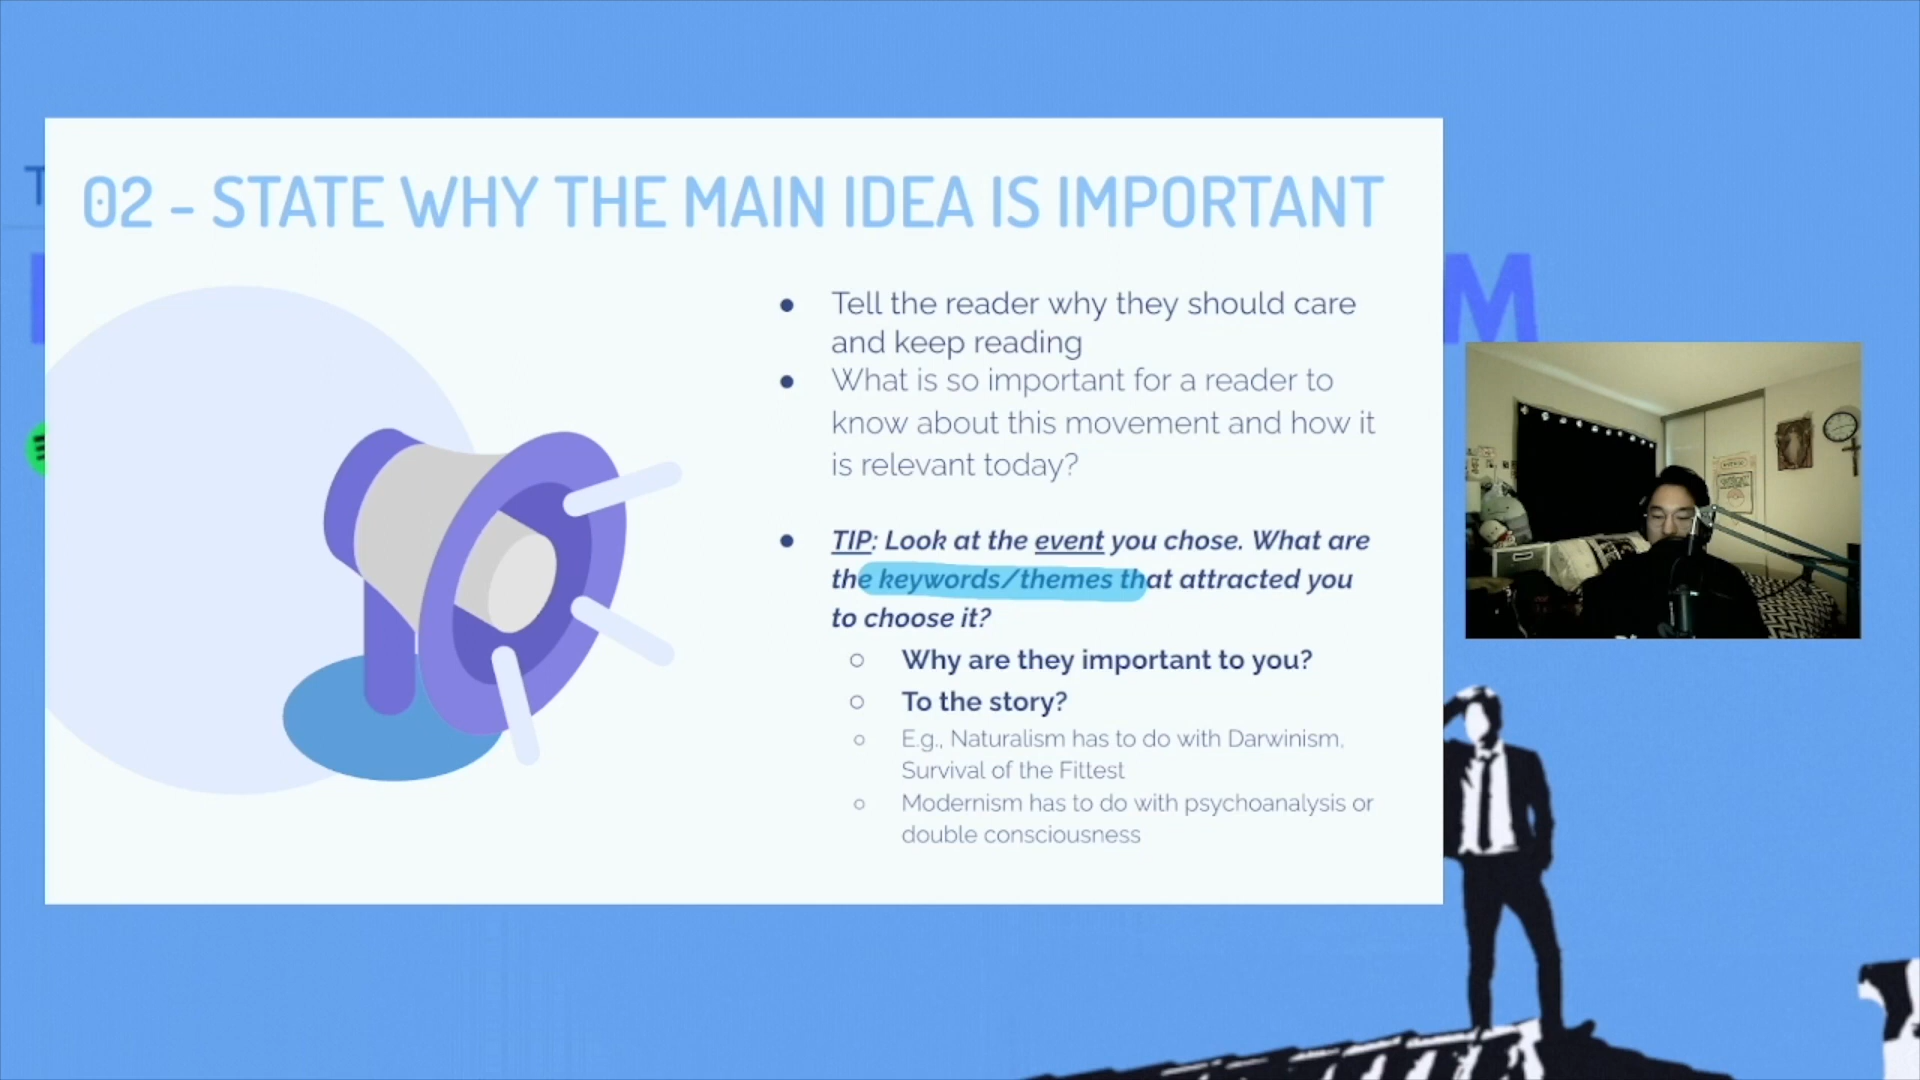 T
M
02 - STATE WHY THE MAIN IDEA IS IMPORTANT
● Tell the reader why they should care
and keep reading
● What is so important for a reader to
know about this movement and how it
is relevant today?
● TIP: Look at the event you chose. What are
the keywords/themes that attracted you
to choose it?
○ Why are they important to you?
○ To the story?
○ E.g., Naturalism has to do with Darwinism,
Survival of the Fittest
○ Modernism has to do with psychoanalysis or
double consciousness